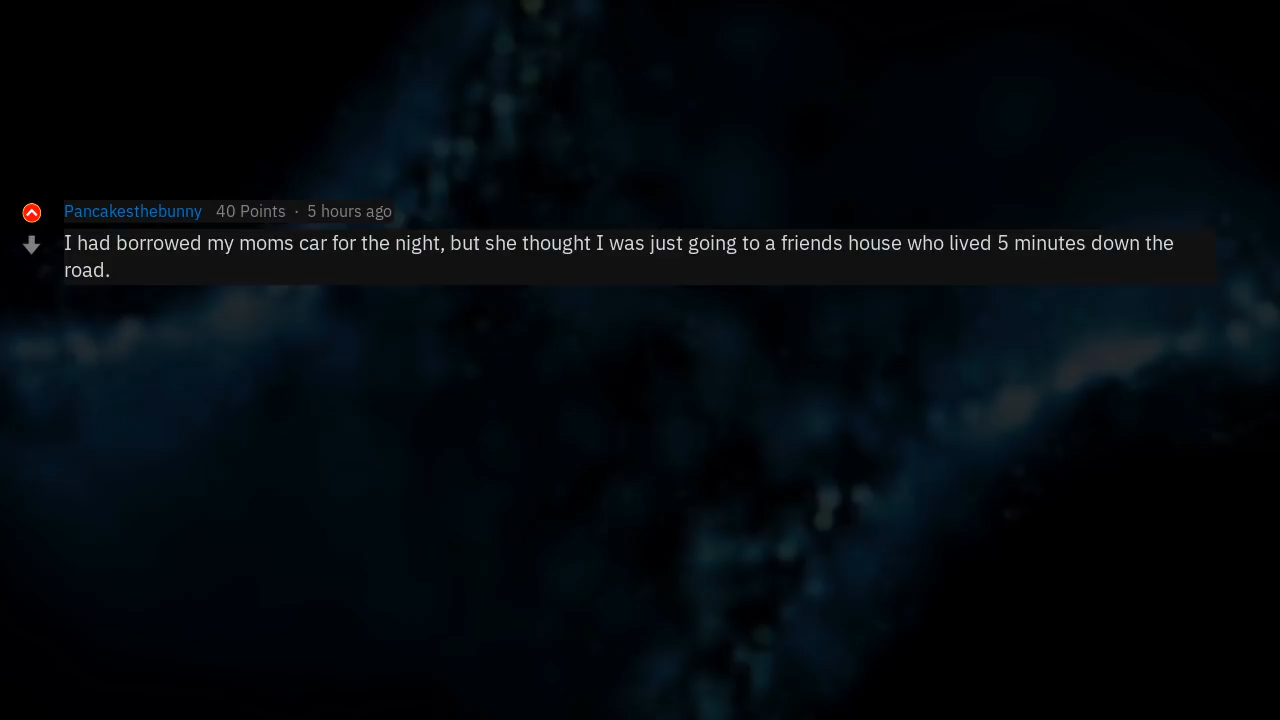 Pancakesthebunny 40 Points · 5 hours ago
I had borrowed my moms car for the night, but she thought I was just going to a friends house who lived 5 minutes down the
road.